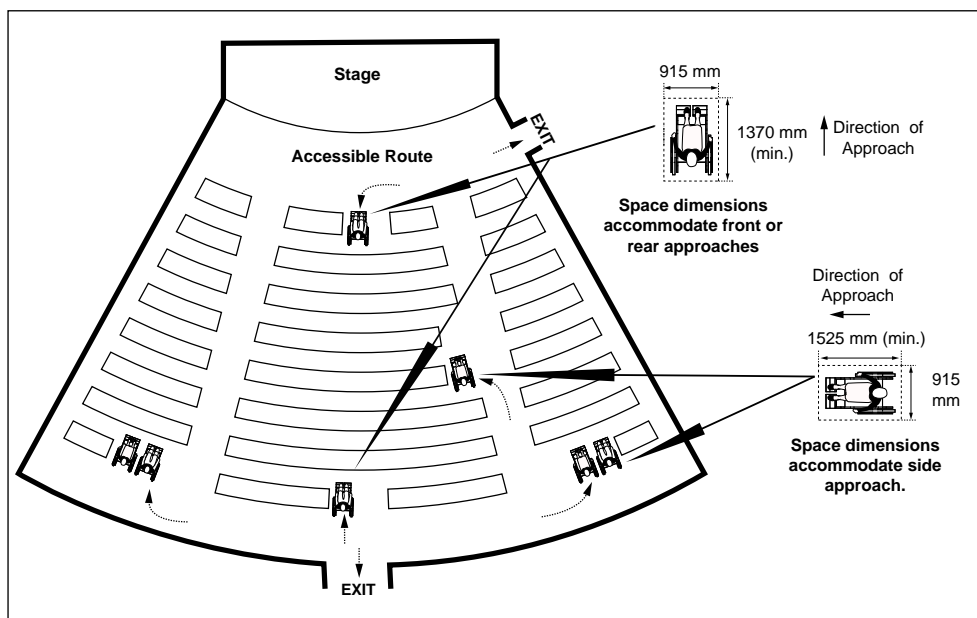 Stage
EXIT
Accessible Route
915 mm
1370 mm
(min.)
Direction of
Approach
Space dimensions
accommodate front or
rear approaches
Direction of
Approach
1525 mm (min.)
915
mm
Space dimensions
accommodate side
approach.
EXIT